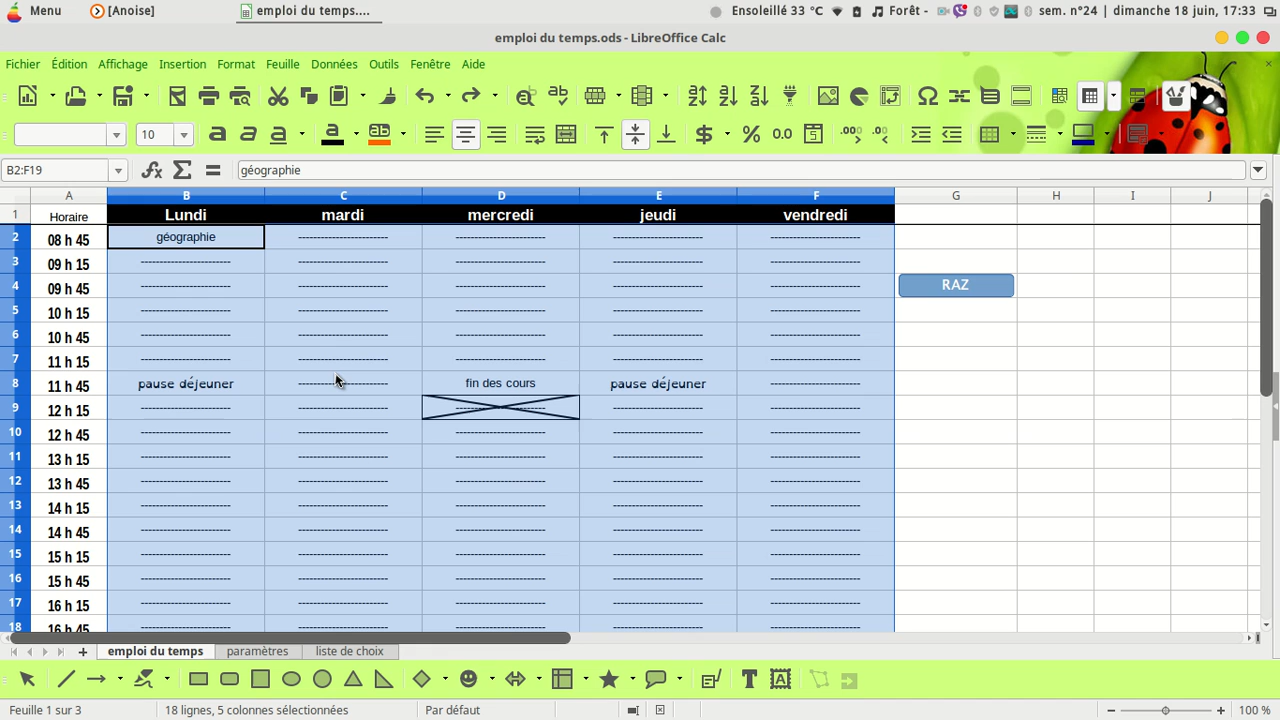 Menu [Anoise] emploi du temps.... Ensoleillé 33 °C Forêt - sem. n°24 | dimanche 18 juin, 17:33
emploi du temps.ods - LibreOffice Calc
Fichier Édition Affichage Insertion Format Feuille Données Outils Fenêtre Aide
10
B2:F19 géographie
A B C D E F G H I J
1 Horaire Lundi mardi mercredi jeudi vendredi
2 08 h 45 géographie ----------------------- ----------------------- ----------------------- -----------------------
3 09 h 15 ----------------------- ----------------------- ----------------------- ----------------------- -----------------------
4 09 h 45 ----------------------- ----------------------- ----------------------- ----------------------- ----------------------- RAZ
5 10 h 15 ----------------------- ----------------------- ----------------------- ----------------------- -----------------------
6 10 h 45 ----------------------- ----------------------- ----------------------- ----------------------- -----------------------
7 11 h 15 ----------------------- ----------------------- ----------------------- ----------------------- -----------------------
8 11 h 45 pause déjeuner ----------------------- fin des cours pause déjeuner -----------------------
9 12 h 15 ----------------------- ----------------------- ----------------------- ----------------------- -----------------------
10 12 h 45 ----------------------- ----------------------- ----------------------- ----------------------- -----------------------
11 13 h 15 ----------------------- ----------------------- ----------------------- ----------------------- -----------------------
12 13 h 45 ----------------------- ----------------------- ----------------------- ----------------------- -----------------------
13 14 h 15 ----------------------- ----------------------- ----------------------- ----------------------- -----------------------
14 14 h 45 ----------------------- ----------------------- ----------------------- ----------------------- -----------------------
15 15 h 15 ----------------------- ----------------------- ----------------------- ----------------------- -----------------------
16 15 h 45 ----------------------- ----------------------- ----------------------- ----------------------- -----------------------
17 16 h 15 ----------------------- ----------------------- ----------------------- ----------------------- -----------------------
18 16 h 45 ----------------------- ----------------------- ----------------------- ----------------------- -----------------------
emploi du temps paramètres liste de choix
Feuille 1 sur 3 18 lignes, 5 colonnes sélectionnées Par défaut 100 %